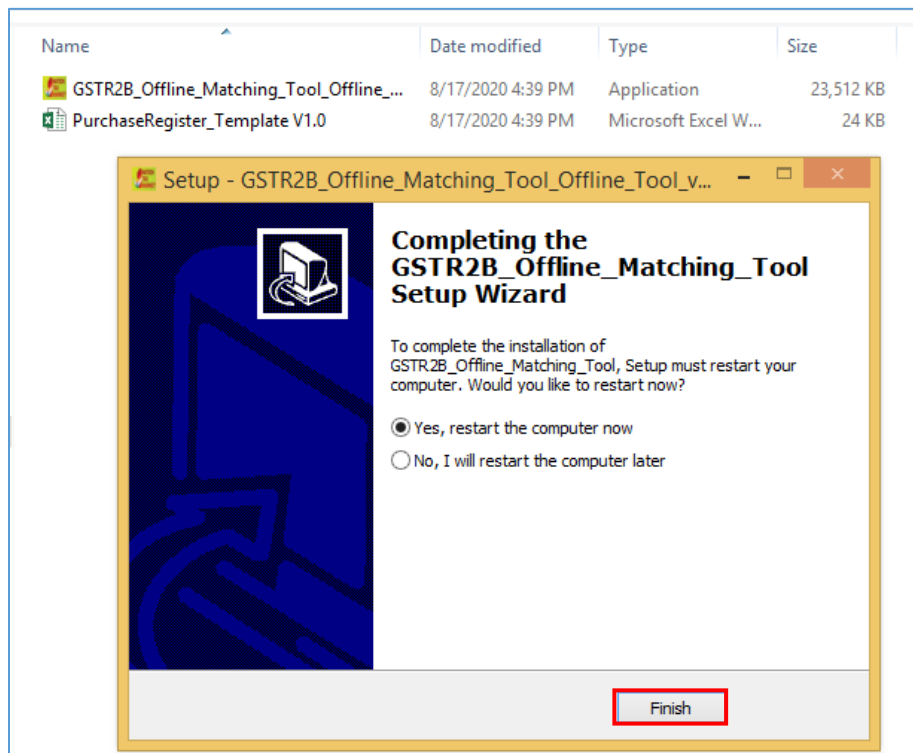 Name Date modified Type Size
GSTR2B_Offline_Matching_Tool_Offline_... 8/17/2020 4:39 PM Application 23,512 KB
PurchaseRegister_Template V1.0 8/17/2020 4:39 PM Microsoft Excel W... 24 KB
Setup - GSTR2B_Offline_Matching_Tool_Offline_Tool_v...
Completing the
GSTR2B_Offline_Matching_Tool
Setup Wizard
To complete the installation of
GSTR2B_Offline_Matching_Tool, Setup must restart your
computer. Would you like to restart now?
Yes, restart the computer now
No, I will restart the computer later
Finish